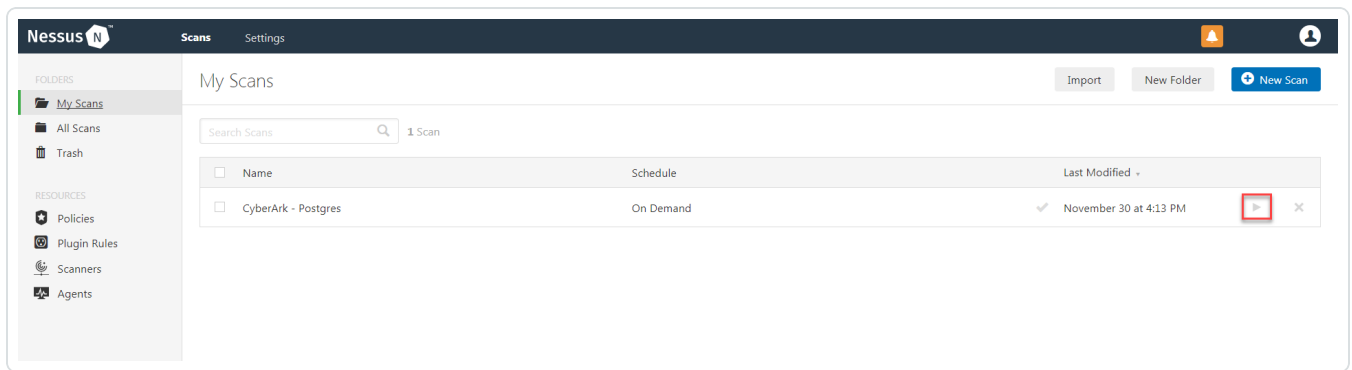 Nessus N ™
Scans Settings
FOLDERS
My Scans
All Scans
Trash
RESOURCES
Policies
Plugin Rules
Scanners
Agents
My Scans
Import New Folder New Scan
Search Scans 1 Scan
Name Schedule Last Modified
CyberArk - Postgres On Demand November 30 at 4:13 PM